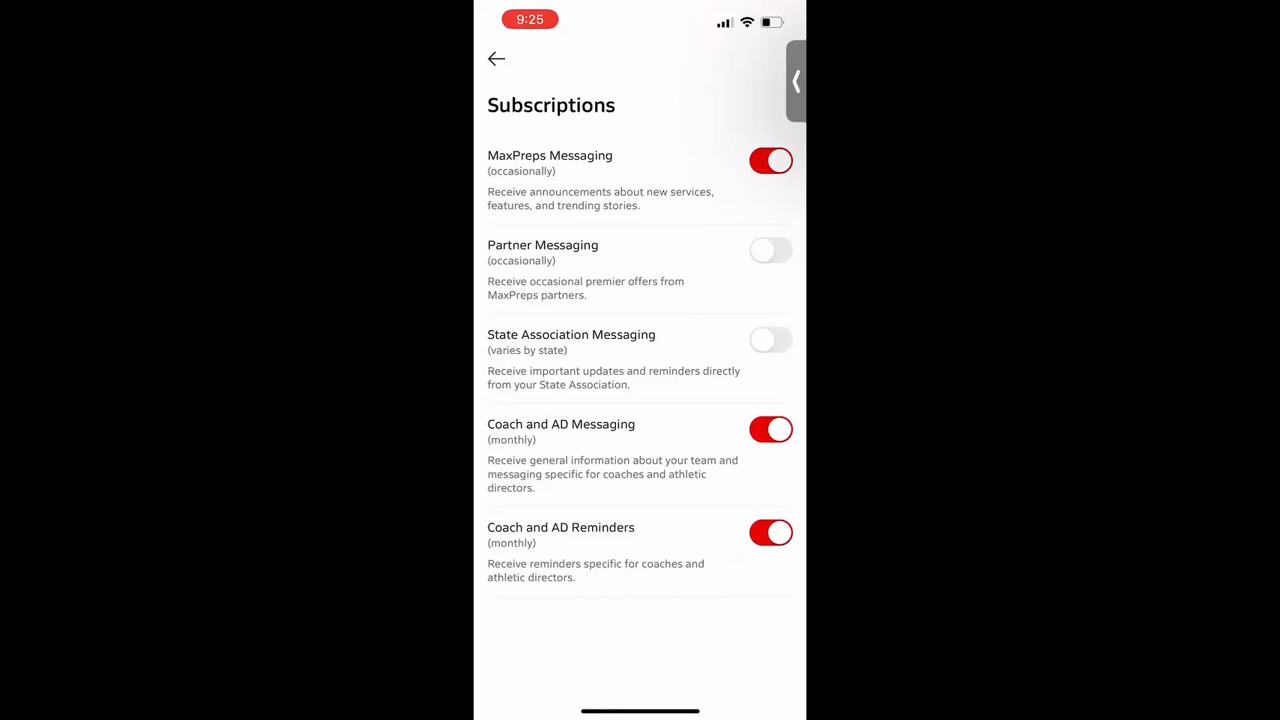 9:25
Subscriptions
MaxPreps Messaging
(occasionally)
Receive announcements about new services,
features, and trending stories.
Partner Messaging
(occasionally)
Receive occasional premier offers from
MaxPreps partners.
State Association Messaging
(varies by state)
Receive important updates and reminders directly
from your State Association.
Coach and AD Messaging
(monthly)
Receive general information about your team and
messaging specific for coaches and athletic
directors.
Coach and AD Reminders
(monthly)
Receive reminders specific for coaches and
athletic directors.